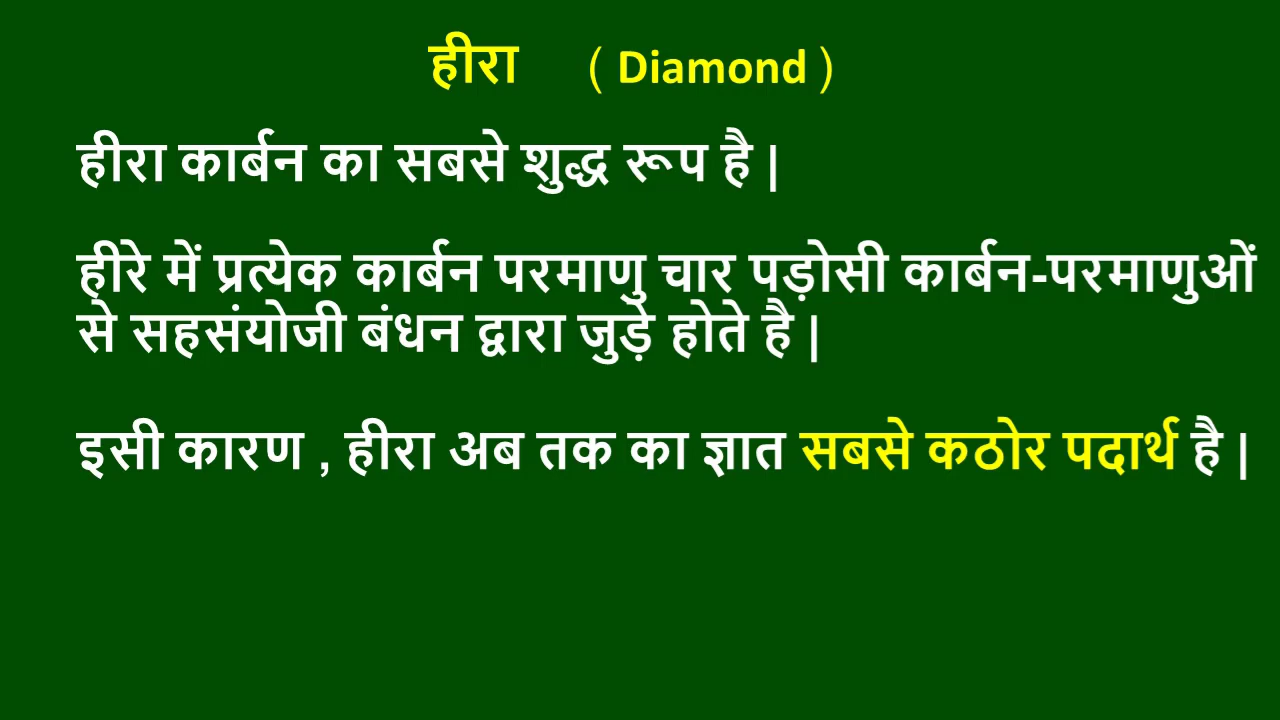 हीरा ( Diamond )
हीरा कार्बन का सबसे शुद्ध रूप है |
हीरे में प्रत्येक कार्बन परमाणु चार पड़ोसी कार्बन-परमाणुओं
से सहसंयोजी बंधन द्वारा जुड़े होते है |
इसी कारण , हीरा अब तक का ज्ञात सबसे कठोर पदार्थ है |